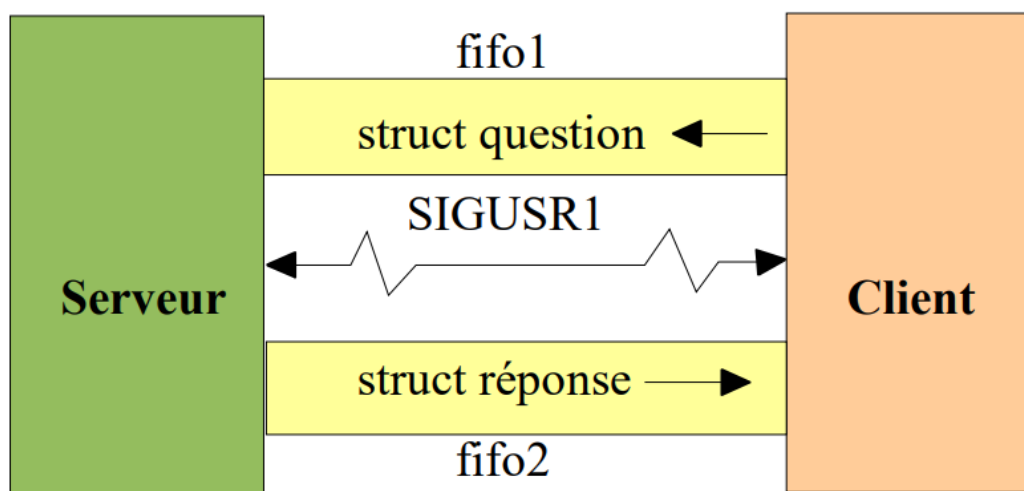 fifo1
struct question
SIGUSR1
Serveur
Client
struct réponse
fifo2